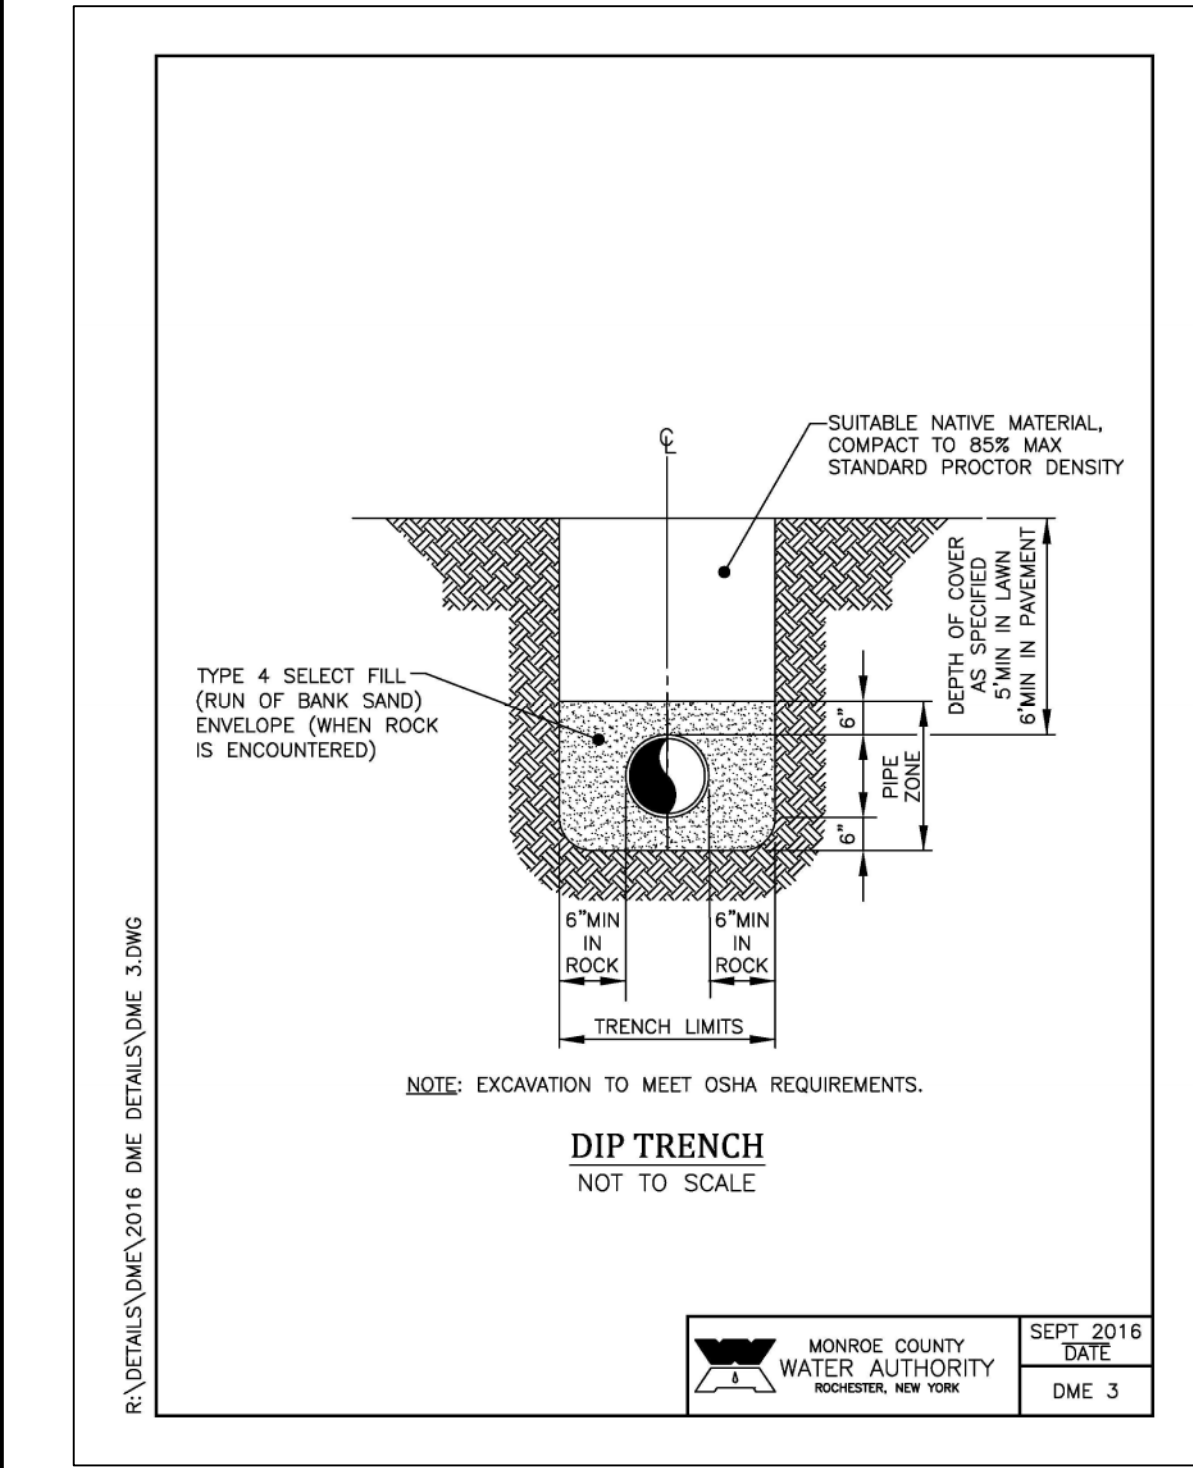 ℄
SUITABLE NATIVE MATERIAL,
COMPACT TO 85% MAX
STANDARD PROCTOR DENSITY
DEPTH OF COVER
AS SPECIFIED
5'MIN IN LAWN
6'MIN IN PAVEMENT
TYPE 4 SELECT FILL
(RUN OF BANK SAND)
ENVELOPE (WHEN ROCK
IS ENCOUNTERED)
6"
PIPE
ZONE
6"
6"MIN
IN
ROCK
6"MIN
IN
ROCK
TRENCH LIMITS
NOTE: EXCAVATION TO MEET OSHA REQUIREMENTS.
DIP TRENCH
NOT TO SCALE
R:\DETAILS\DME\2016 DME DETAILS\DME 3.DWG
MONROE COUNTY
WATER AUTHORITY
ROCHESTER, NEW YORK
SEPT 2016
DATE
DME 3